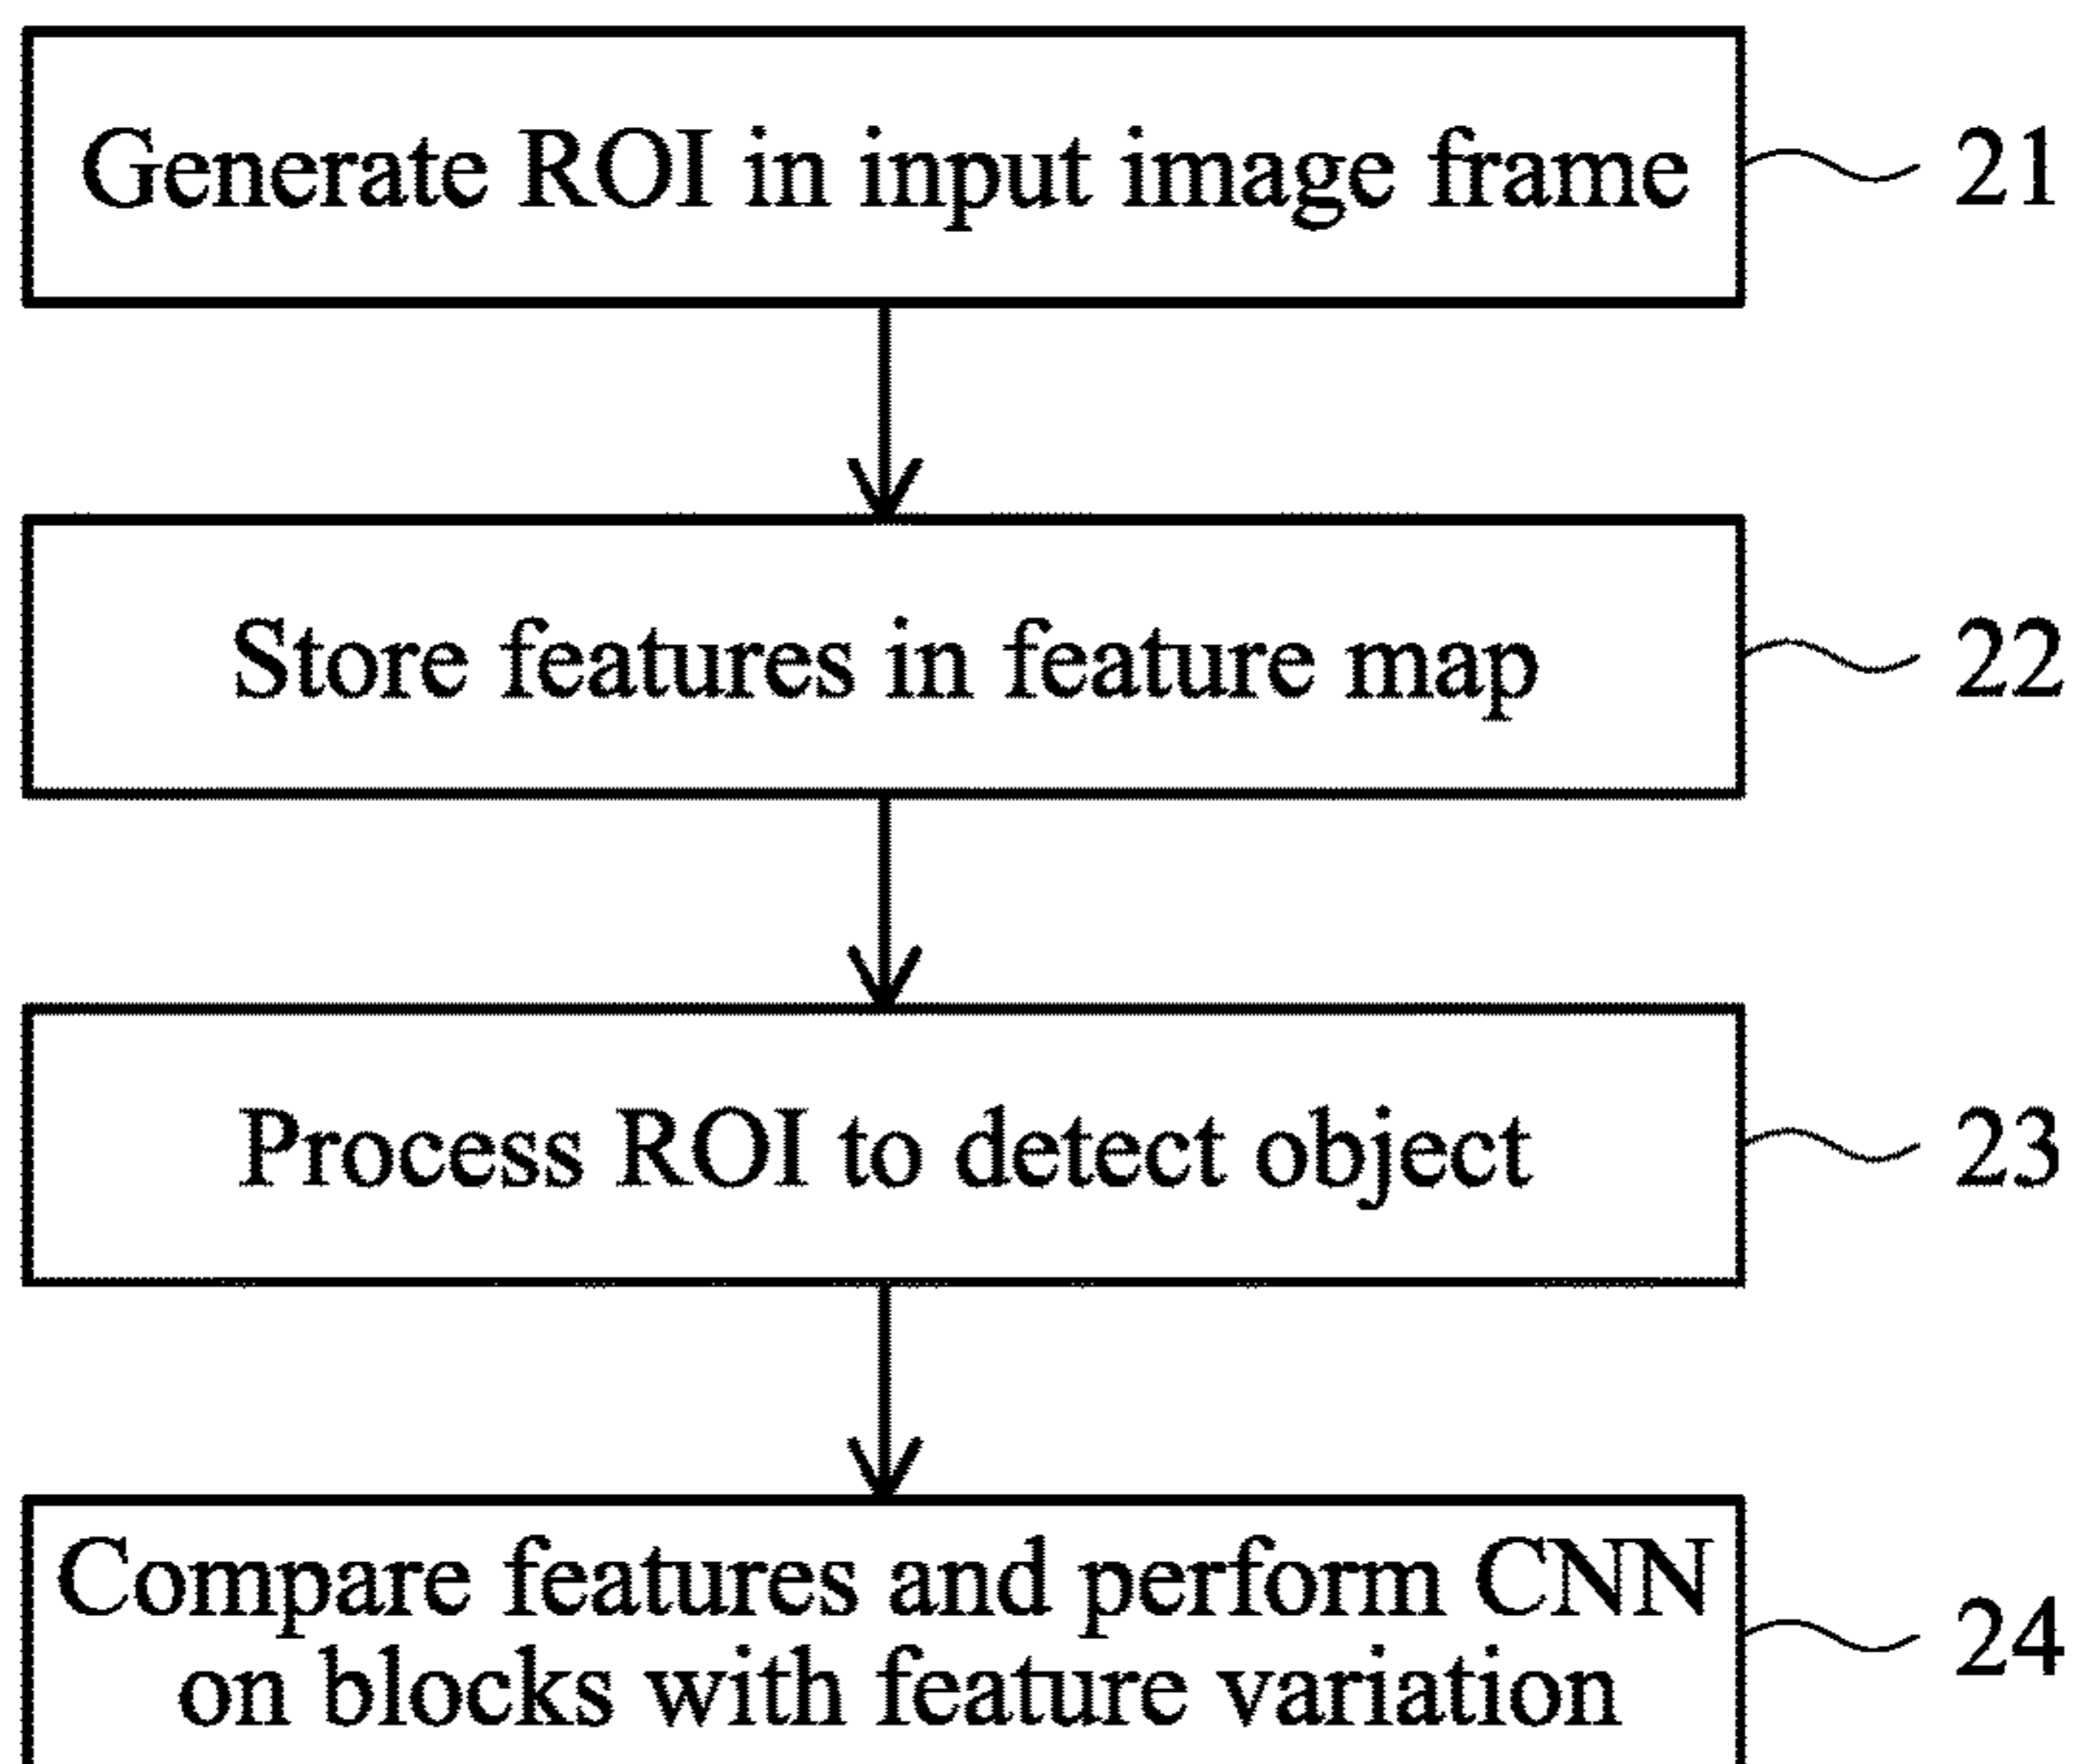 Generate ROI in input image frame 21
Store features in feature map 22
Process ROI to detect object 23
Compare features and perform CNN
on blocks with feature variation
24